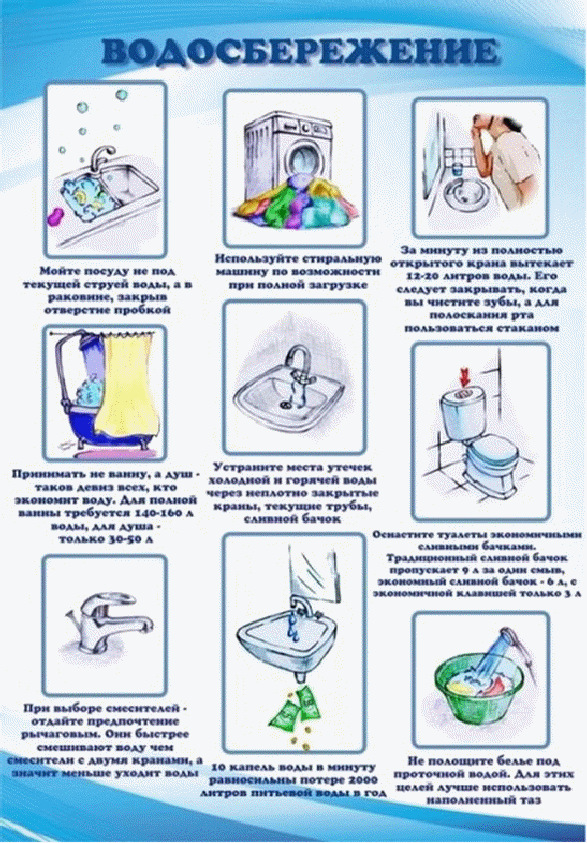 ВОДОСБЕРЕЖЕНИЕ
Мойте посуду не под
текущей струей воды, а в
раковине, закрыв
отверстие пробкой
Используйте стиральную
машину по возможности
при полной загрузке
За минуту из полностью
открытого крана вытекает
12-20 литров воды. Его
следует закрывать, когда
вы чистите зубы, а для
полоскания рта
пользоваться стаканом
Принимать не ванну, а душ -
таков девиз всех, кто
экономит воду. Для полной
ванны требуется 140-160 л
воды, для душа -
только 30-50 л
Устраните места утечек
холодной и горячей воды
через неплотно закрытые
краны, текущие трубы,
сливной бачок
Оснастите туалеты экономичными
сливными бачками.
Традиционный сливной бачок
пропускает 9 л за один смыв,
экономный сливной бачок - 6 л, с
экономичной клавишей только 3 л
При выборе смесителей -
отдайте предпочтение
рычаговым. Они быстрее
смешивают воду чем
смесители с двумя кранами, а
значит меньше уходит воды
10 капель воды в минуту
равносильны потере 2000
литров питьевой воды в год
Не полощите белье под
проточной водой. Для этих
целей лучше использовать
наполненный таз